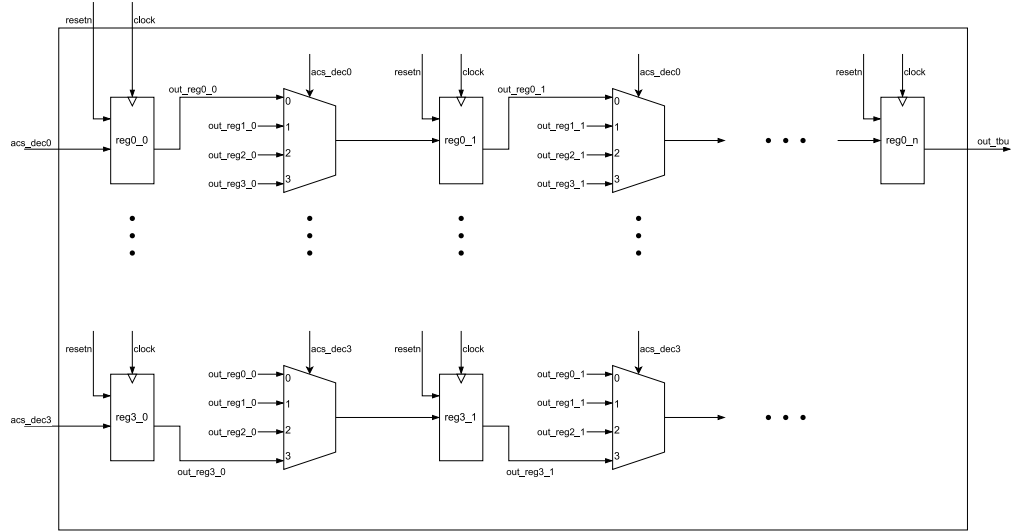 resetn
clock
acs_dec0
reg0_0
out_reg0_0
acs_dec0
0
out_reg1_0 1
out_reg2_0 2
out_reg3_0 3
resetn
clock
reg0_1
out_reg0_1
acs_dec0
0
out_reg1_1 1
out_reg2_1 2
out_reg3_1 3
resetn
clock
reg0_n
out_tbu
resetn
clock
acs_dec3
reg3_0
out_reg3_0
acs_dec3
out_reg0_0 0
out_reg1_0 1
out_reg2_0 2
3
resetn
clock
reg3_1
out_reg3_1
acs_dec3
out_reg0_1 0
out_reg1_1 1
out_reg2_1 2
3